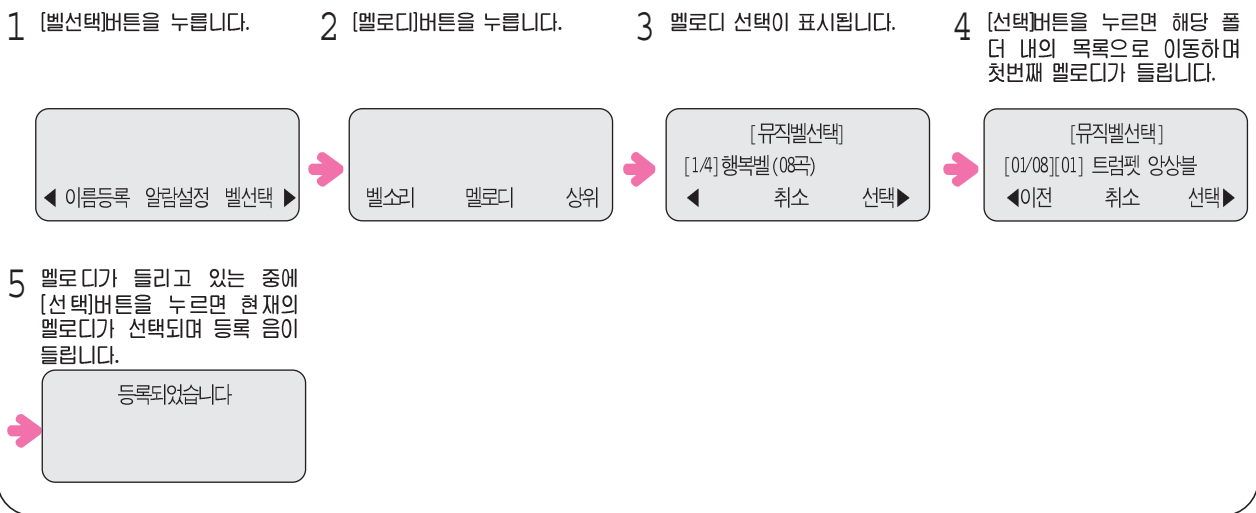 1 [벨선택]버튼을 누릅니다.
2 [멜로디]버튼을 누릅니다.
3 멜로디 선택이 표시됩니다.
4 [선택]버튼을 누르면 해당 폴
더 내의 목록으로 이동하며
첫번째 멜로디가 들립니다.
◀ 이름등록 알람설정 벨선택 ▶
벨소리 멜로디 상위
[뮤직벨선택]
[1/4] 행복벨 (08곡)
◀ 취소 선택▶
[뮤직벨선택]
[01/08][01] 트럼펫 앙상블
◀이전 취소 선택▶
5 멜로디가 들리고 있는 중에
[선택]버튼을 누르면 현재의
멜로디가 선택되며 등록 음이
들립니다.
등록되었습니다